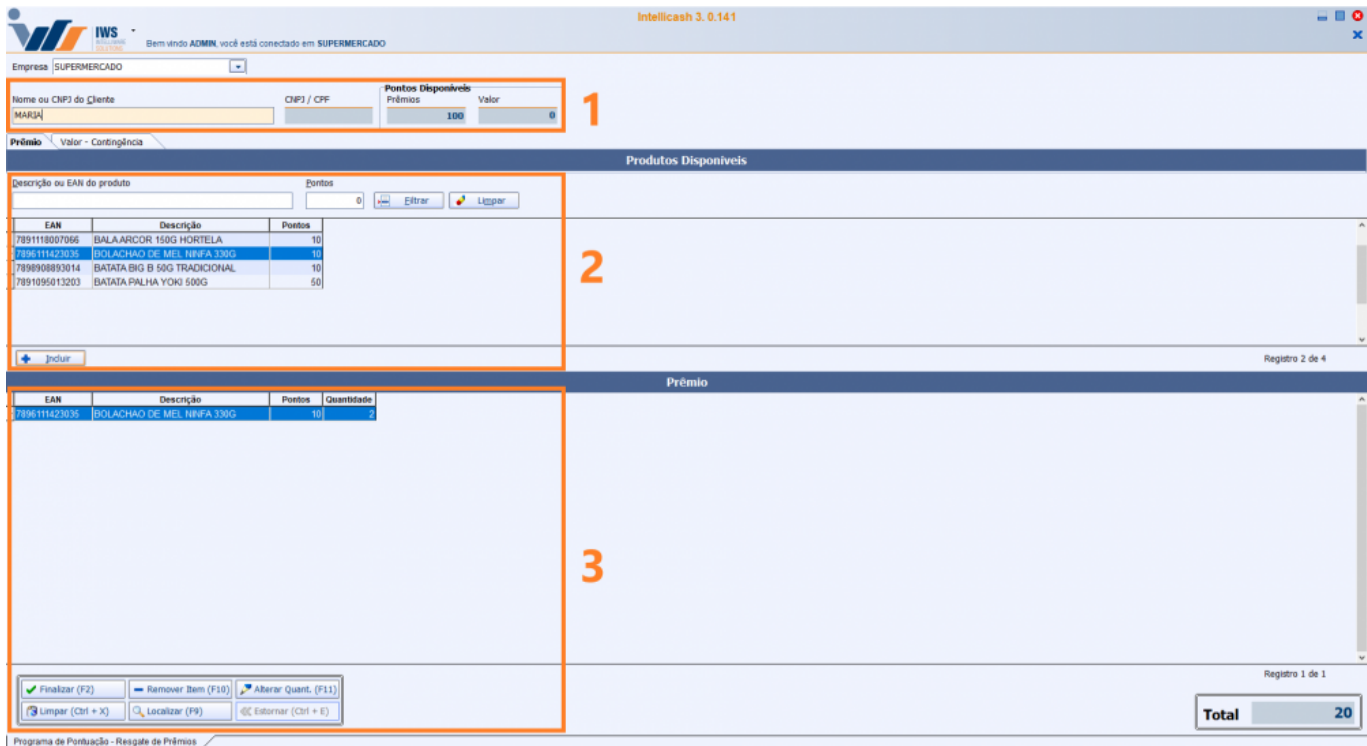 Intellicash 3. 0.141
IWS
Bem vindo ADMIN, você está conectado em SUPERMERCADO
Empresa SUPERMERCADO
Pontos Disponíveis
Nome ou CNPJ do Cliente CNPJ / CPF Prêmios Valor
MARIA 100 0
1
Prêmio Valor - Contingência
Produtos Disponíveis
Descrição ou EAN do produto Pontos
0 Filtrar Limpar
EAN Descrição Pontos
7891118007066 BALA ARCOR 150G HORTELA 10
7896111423035 BOLACHAO DE MEL NINFA 330G 10
7898908893014 BATATA BIG B 50G TRADICIONAL 10
7891095013203 BATATA PALHA YOKI 500G 50
2
Incluir Registro 2 de 4
Prêmio
EAN Descrição Pontos Quantidade
7896111423035 BOLACHAO DE MEL NINFA 330G 10 2
3
Registro 1 de 1
Finalizar (F2) Remover Item (F10) Alterar Quant. (F11)
Limpar (Ctrl + X) Localizar (F9) Estornar (Ctrl + E)
Total 20
Programa de Pontuação - Resgate de Prêmios